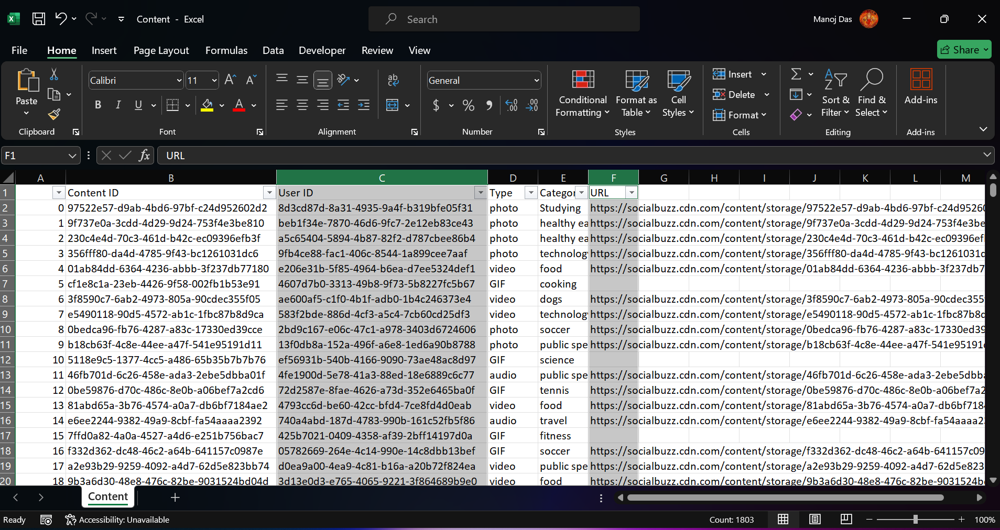 Content - Excel
Search
Manoj Das
File Home Insert Page Layout Formulas Data Developer Review View
Share
Paste
Clipboard
Calibri 11
B I U
Font
Alignment
General
$ % ,
Number
Conditional Formatting
Format as Table
Cell Styles
Styles
Insert
Delete
Format
Cells
Sort & Filter
Find & Select
Editing
Add-ins
Add-ins
F1 fx URL
A B C D E F G H I J K L M
1 Content ID User ID Type Categor URL
2 0 97522e57-d9ab-4bd6-97bf-c24d952602d2 8d3cd87d-8a31-4935-9a4f-b319bfe05f31 photo Studying https://socialbuzz.cdn.com/content/storage/97522e57-d9ab-4bd6-97bf-c24d95260
3 1 9f737e0a-3cdd-4d29-9d24-753f4e3be810 beb1f34e-7870-46d6-9fc7-2e12eb83ce43 photo healthy ea https://socialbuzz.cdn.com/content/storage/9f737e0a-3cdd-4d29-9d24-753f4e3be
4 2 230c4e4d-70c3-461d-b42c-ec09396efb3f a5c65404-5894-4b87-82f2-d787cbee86b4 photo healthy ea https://socialbuzz.cdn.com/content/storage/230c4e4d-70c3-461d-b42c-ec09396ef
5 3 356fff80-da4d-4785-9f43-bc1261031dc6 9fb4ce88-fac1-406c-8544-1a899cee7aaf photo technolog https://socialbuzz.cdn.com/content/storage/356fff80-da4d-4785-9f43-bc1261031c
6 4 01ab84dd-6364-4236-abbb-3f237db77180 e206e31b-5f85-4964-b6ea-d7ee5324def1 video food https://socialbuzz.cdn.com/content/storage/01ab84dd-6364-4236-abbb-3f237db7
7 5 cf1e8c1a-23eb-4426-9f58-002fb1b53e91 4607d7b0-3313-49b8-9f73-5b8227fc5b67 GIF cooking
8 6 3f8590c7-6ab2-4973-805a-90cdec355f05 ae600af5-c1f0-4b1f-adb0-1b4c246373e4 video dogs https://socialbuzz.cdn.com/content/storage/3f8590c7-6ab2-4973-805a-90cdec355
9 7 e5490118-90d5-4572-ab1c-1fbc87b8d9ca 583f2bde-886d-4cf3-a5c4-7cb60cd25df3 video technolog https://socialbuzz.cdn.com/content/storage/e5490118-90d5-4572-ab1c-1fbc87b8c
10 8 0bedca96-fb76-4287-a83c-17330ed39cce 2bd9c167-e06c-47c1-a978-3403d6724606 photo soccer https://socialbuzz.cdn.com/content/storage/0bedca96-fb76-4287-a83c-17330ed39
11 9 b18cb63f-4c8e-44ee-a47f-541e95191d11 13f0db8a-152a-496f-a6e8-1ed6a90b8788 photo public spe https://socialbuzz.cdn.com/content/storage/b18cb63f-4c8e-44ee-a47f-541e95191
12 10 5118e9c5-1377-4cc5-a486-65b35b7b7b76 ef56931b-540b-4166-9090-73ae48ac8d97 GIF science
13 11 46fb701d-6c26-458e-ada3-2ebe5dbba01f 4fe1900d-5e78-41a3-88ed-18e6889c6c77 audio public spe https://socialbuzz.cdn.com/content/storage/46fb701d-6c26-458e-ada3-2ebe5dbb
14 12 0be59876-d70c-486c-8e0b-a06bef7a2cd6 72d2587e-8fae-4626-a73d-352e6465ba0f GIF tennis https://socialbuzz.cdn.com/content/storage/0be59876-d70c-486c-8e0b-a06bef7a2
15 13 81abd65a-3b76-4574-a0a7-db6bf7184ae2 4793cc6d-be60-42cc-bfd4-7ce8fd4d0eab video food https://socialbuzz.cdn.com/content/storage/81abd65a-3b76-4574-a0a7-db6bf718
16 14 e6ee2244-9382-49a9-8cbf-fa54aaaa2392 740a4abd-187d-4783-990b-161c52fb5f86 audio travel https://socialbuzz.cdn.com/content/storage/e6ee2244-9382-49a9-8cbf-fa54aaaa2
17 15 7ffd0a82-4a0a-4527-a4d6-e251b756bac7 425b7021-0409-4358-af39-2bff14197d0a GIF fitness
18 16 f332d362-dc48-46c2-a64b-641157c0987e 05782669-264e-4c14-990e-14c8dbb13bef GIF soccer https://socialbuzz.cdn.com/content/storage/f332d362-dc48-46c2-a64b-641157c09
19 17 a2e93b29-9259-4092-a4d7-62d5e823bb74 d0ea9a00-4ea9-4c81-b16a-a20b72f824ea video public spe https://socialbuzz.cdn.com/content/storage/a2e93b29-9259-4092-a4d7-62d5e823
20 18 9b3a6d30-48e8-476c-82be-9031524bd04d 3d13e0d3-e765-4065-9221-3f864689b9e0 video food https://socialbuzz.cdn.com/content/storage/9b3a6d30-48e8-476c-82be-9031524b
Content
Ready Accessibility: Unavailable Count: 1803 100%